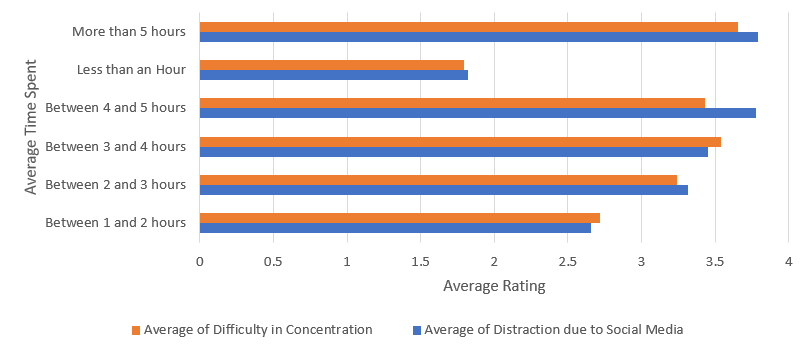 More than 5 hours
Less than an Hour
Between 4 and 5 hours
Between 3 and 4 hours
Between 2 and 3 hours
Between 1 and 2 hours
Average Time Spent
0 0.5 1 1.5 2 2.5 3 3.5 4
Average Rating
Average of Difficulty in Concentration Average of Distraction due to Social Media